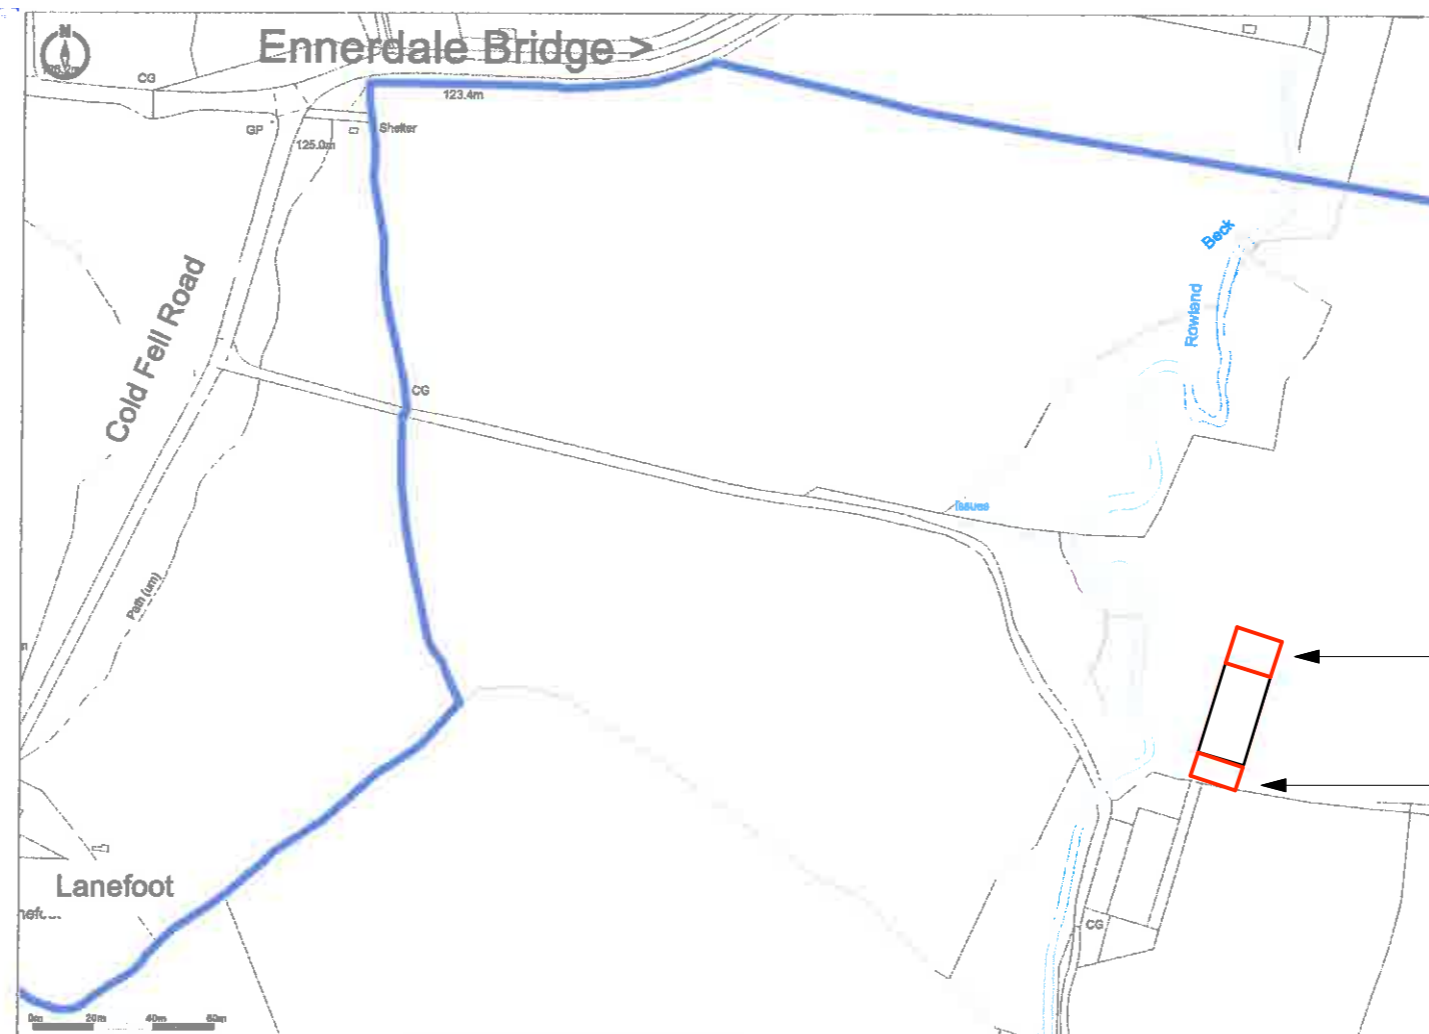 N
Ennerdale Bridge >
CG
123.4m
GP
125.0m
Shelter
Cold Fell Road
Beck
Rowland
CG
Issues
Path (um)
Lanefoot
CG
0m 20m 40m 60m